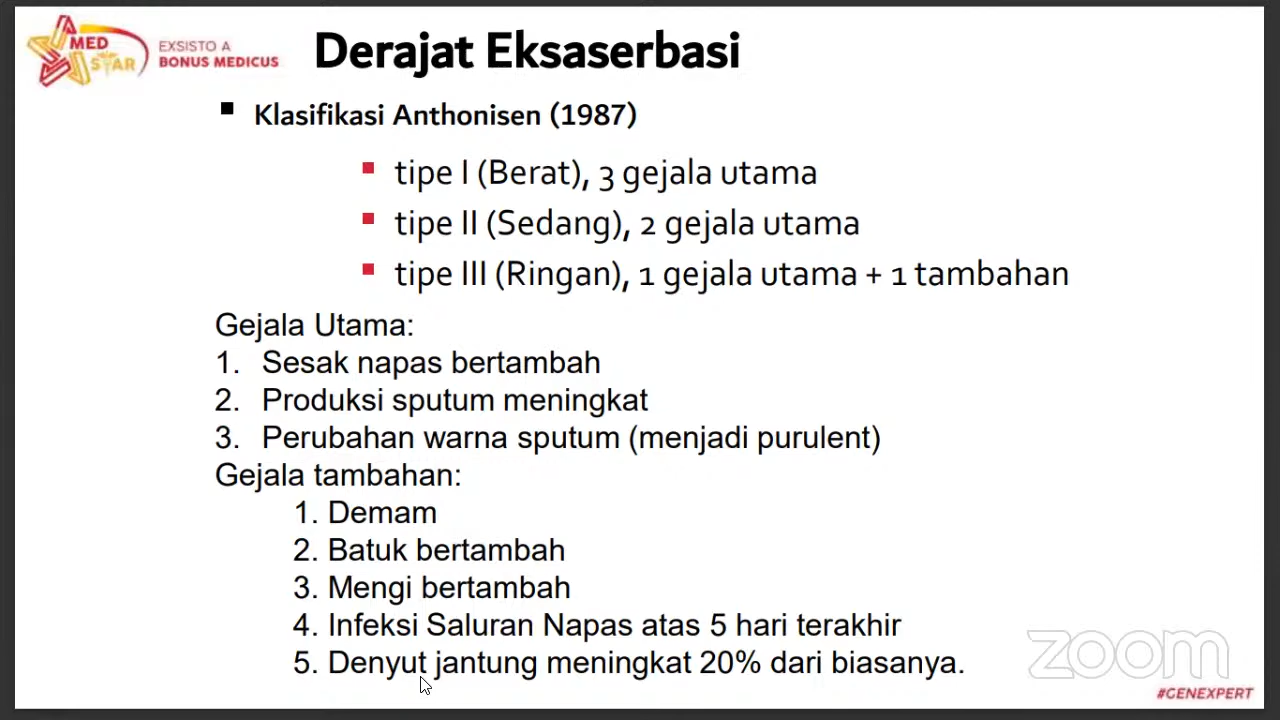 MED STAR
EXSISTO A
BONUS MEDICUS
Derajat Eksaserbasi
▪ Klasifikasi Anthonisen (1987)
▪ tipe I (Berat), 3 gejala utama
▪ tipe II (Sedang), 2 gejala utama
▪ tipe III (Ringan), 1 gejala utama + 1 tambahan
Gejala Utama:
1. Sesak napas bertambah
2. Produksi sputum meningkat
3. Perubahan warna sputum (menjadi purulent)
Gejala tambahan:
1. Demam
2. Batuk bertambah
3. Mengi bertambah
4. Infeksi Saluran Napas atas 5 hari terakhir
5. Denyut jantung meningkat 20% dari biasanya.
zoom
#GENEXPERT